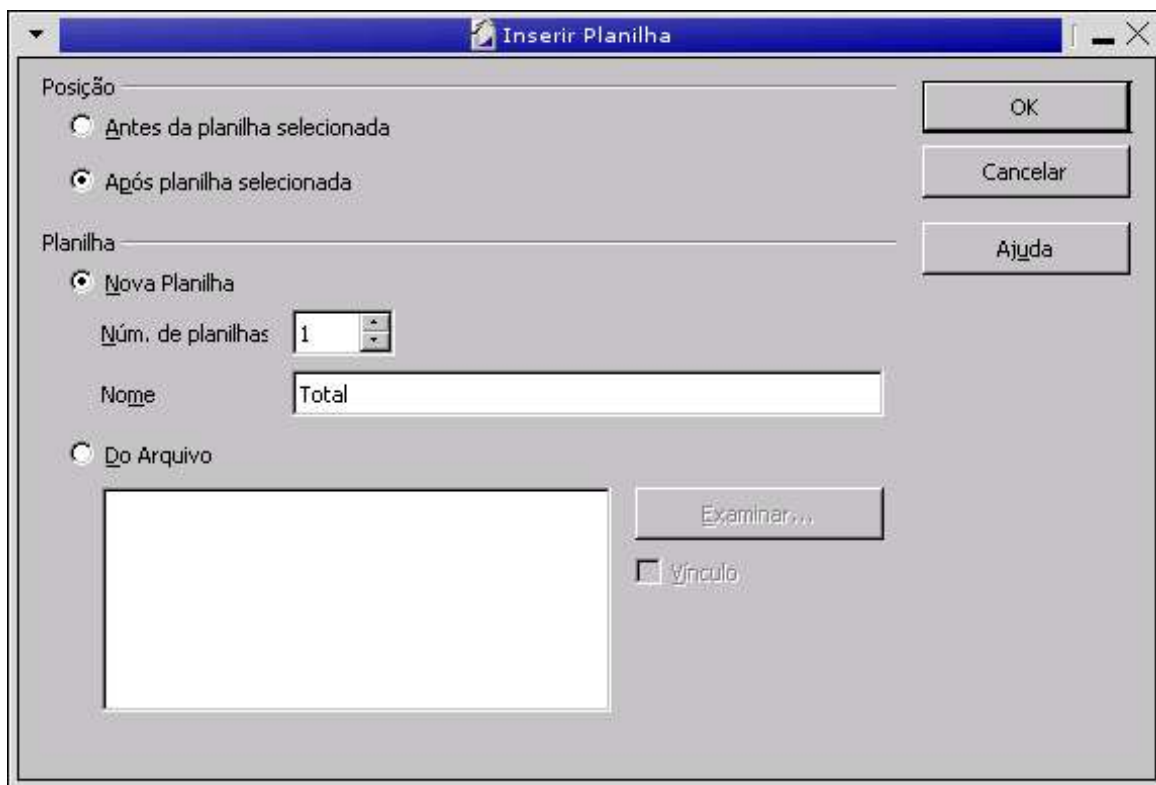 Inserir Planilha
Posição
Antes da planilha selecionada
Após planilha selecionada
OK
Cancelar
Ajuda
Planilha
Nova Planilha
Núm. de planilhas
1
Nome
Total
Do Arquivo
Examinar...
Vínculo